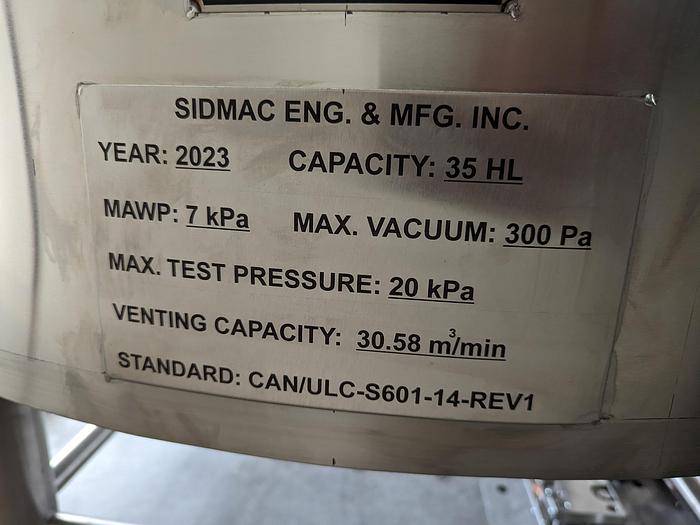 SIDMAC ENG. & MFG. INC.
YEAR: 2023 CAPACITY: 35 HL
MAWP: 7 kPa MAX. VACUUM: 300 Pa
MAX. TEST PRESSURE: 20 kPa
VENTING CAPACITY: 30.58 m³/min
STANDARD: CAN/ULC-S601-14-REV1